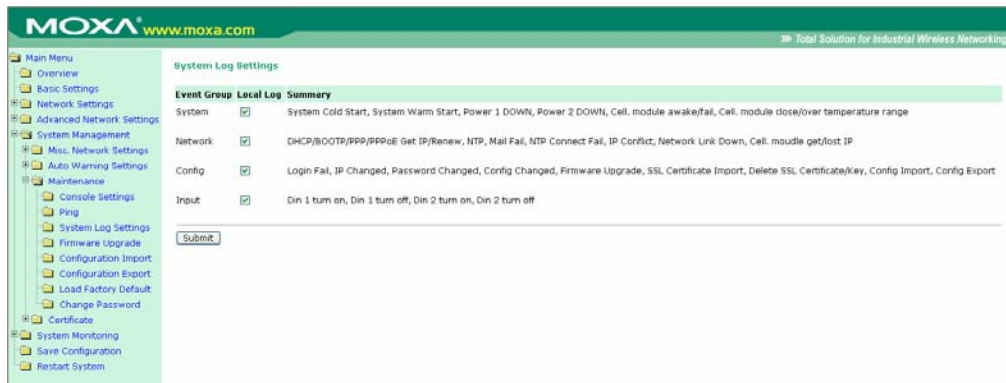 MOXA www.moxa.com
Total Solution for Industrial Wireless Networking
Main Menu
Overview
Basic Settings
Network Settings
Advanced Network Settings
System Management
Misc. Network Settings
Auto Warning Settings
Maintenance
Console Settings
Ping
System Log Settings
Firmware Upgrade
Configuration Import
Configuration Export
Load Factory Default
Change Password
Certificate
System Monitoring
Save Configuration
Restart System
System Log Settings
Event Group Local Log Summary
System System Cold Start, System Warm Start, Power 1 DOWN, Power 2 DOWN, Cell. module awake/fail, Cell. module close/over temperature range
Network DHCP/BOOTP/PPP/PPPoE Get IP/Renew, NTP, Mail Fail, NTP Connect Fail, IP Conflict, Network Link Down, Cell. moudle get/lost IP
Config Login Fail, IP Changed, Password Changed, Config Changed, Firmware Upgrade, SSL Certificate Import, Delete SSL Certificate/Key, Config Import, Config Export
Input Din 1 turn on, Din 1 turn off, Din 2 turn on, Din 2 turn off
Submit